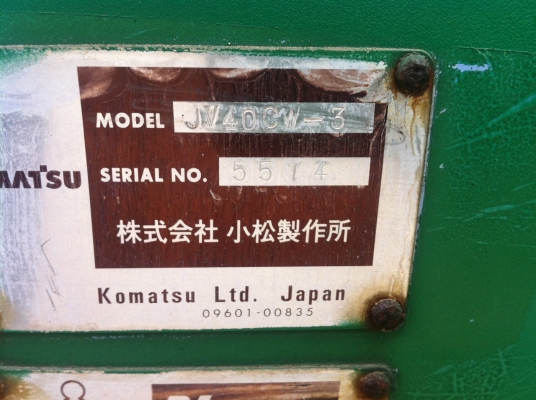 MODEL JV40CW-3
SERIAL NO. 5514
MATSU
株式会社 小松製作所
Komatsu Ltd. Japan
09601-00835